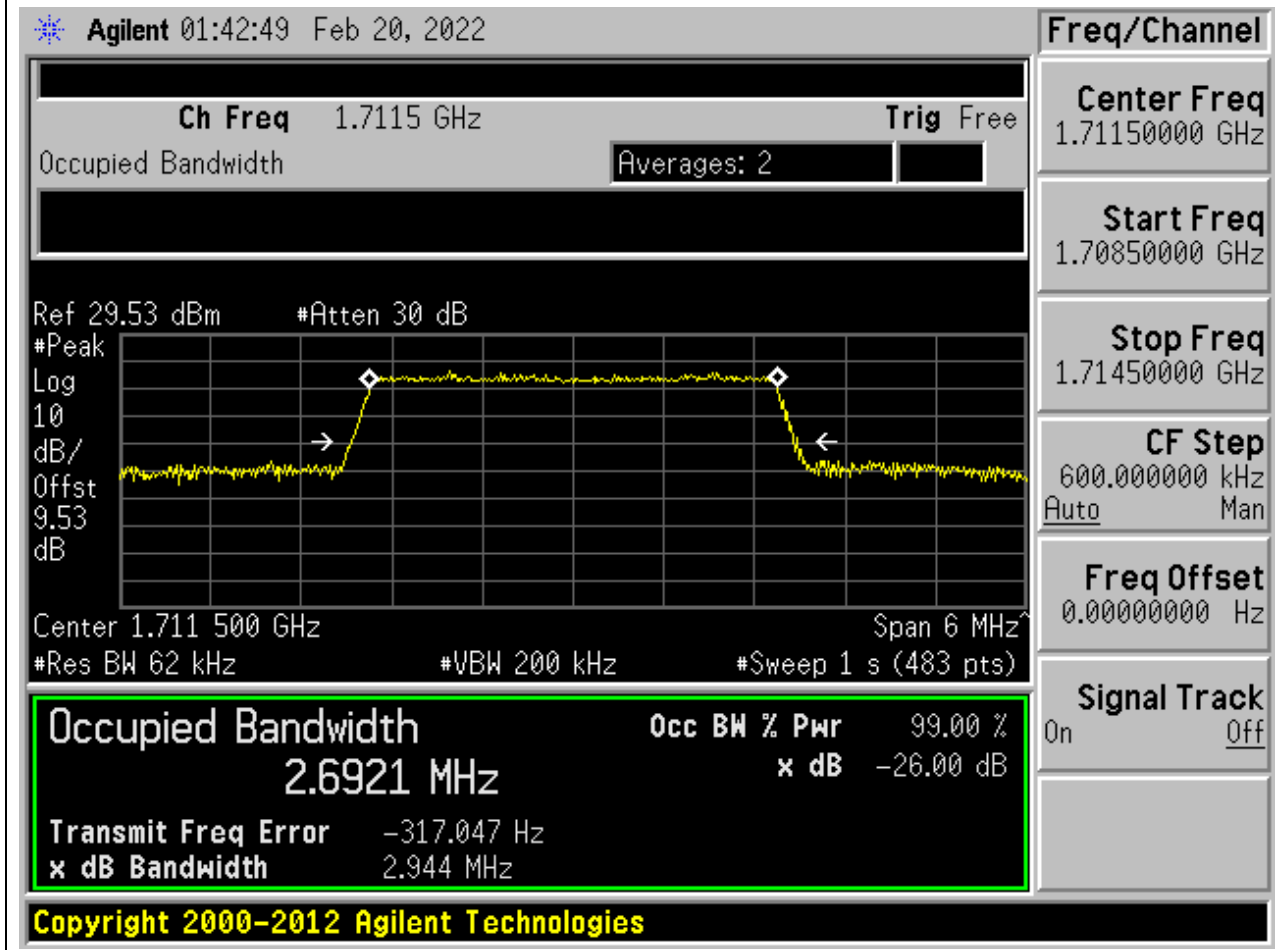 Agilent 01:42:49 Feb 20, 2022
Ch Freq 1.7115 GHz Trig Free
Occupied Bandwidth Averages: 2
Ref 29.53 dBm #Atten 30 dB
#Peak
Log
10
dB/
Offst
9.53
dB
Center 1.711 500 GHz Span 6 MHz^
#Res BW 62 kHz #VBW 200 kHz #Sweep 1 s (483 pts)
Occupied Bandwidth Occ BW % Pwr 99.00 %
2.6921 MHz x dB -26.00 dB
Transmit Freq Error -317.047 Hz
x dB Bandwidth 2.944 MHz
Copyright 2000-2012 Agilent Technologies
Freq/Channel
Center Freq
1.71150000 GHz
Start Freq
1.70850000 GHz
Stop Freq
1.71450000 GHz
CF Step
600.000000 kHz
Auto Man
Freq Offset
0.00000000 Hz
Signal Track
On Off